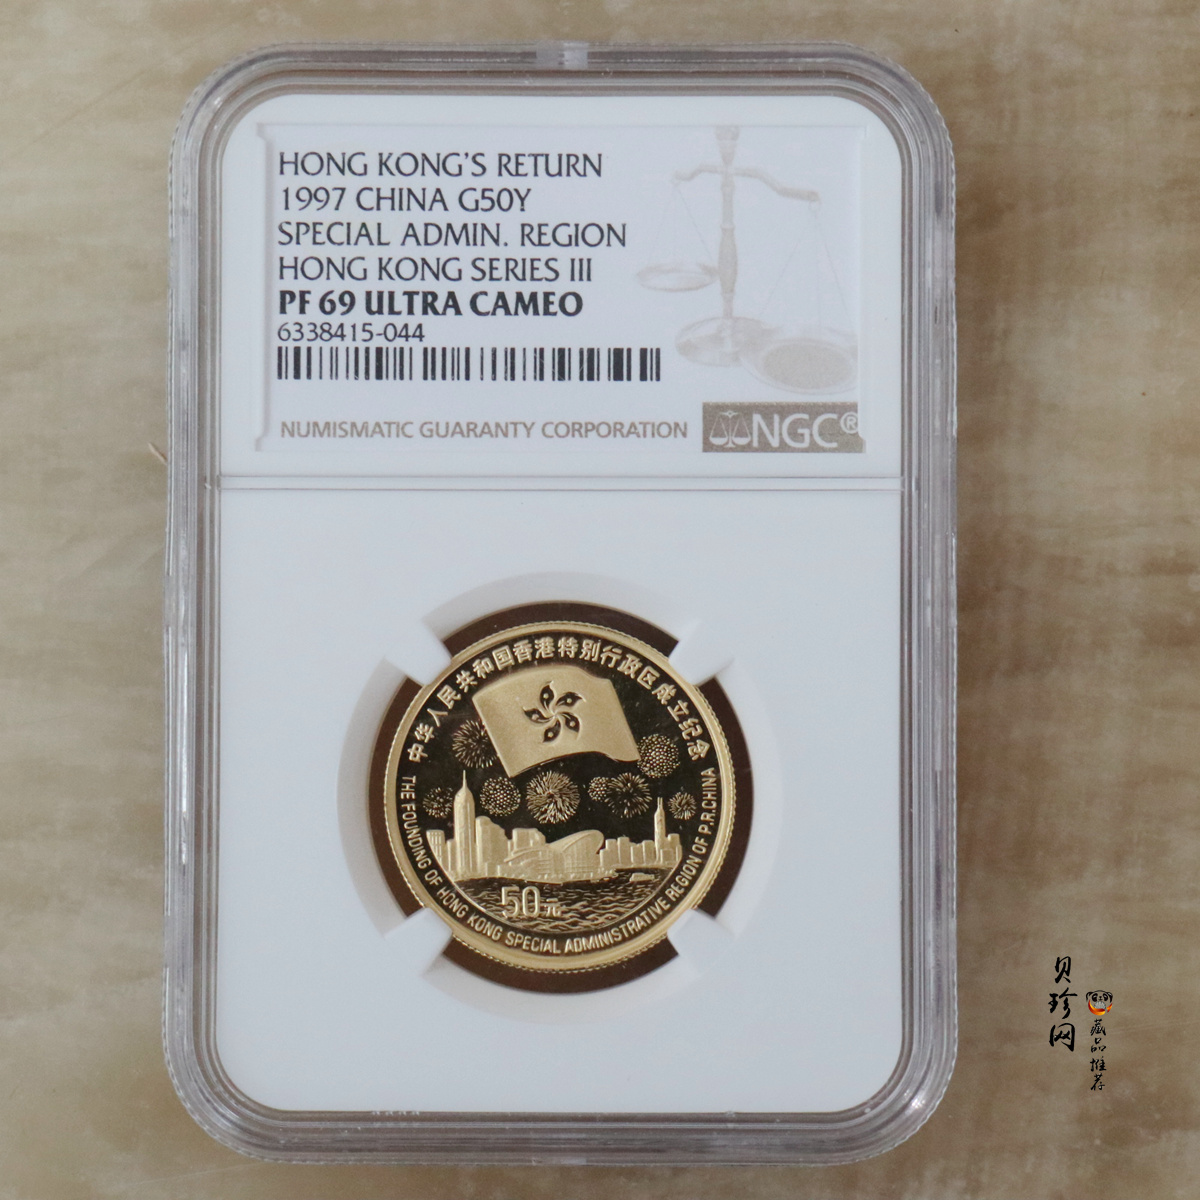 HONG KONG'S RETURN
1997 CHINA G50Y
SPECIAL ADMIN. REGION
HONG KONG SERIES III
PF 69 ULTRA CAMEO
6338415-044
NUMISMATIC GUARANTY CORPORATION
NGC®
中华人民共和国香港特别行政区成立纪念
THE FOUNDING OF HONG KONG SPECIAL ADMINISTRATIVE REGION OF P.R.CHINA
50元
贝珍网
藏品推荐